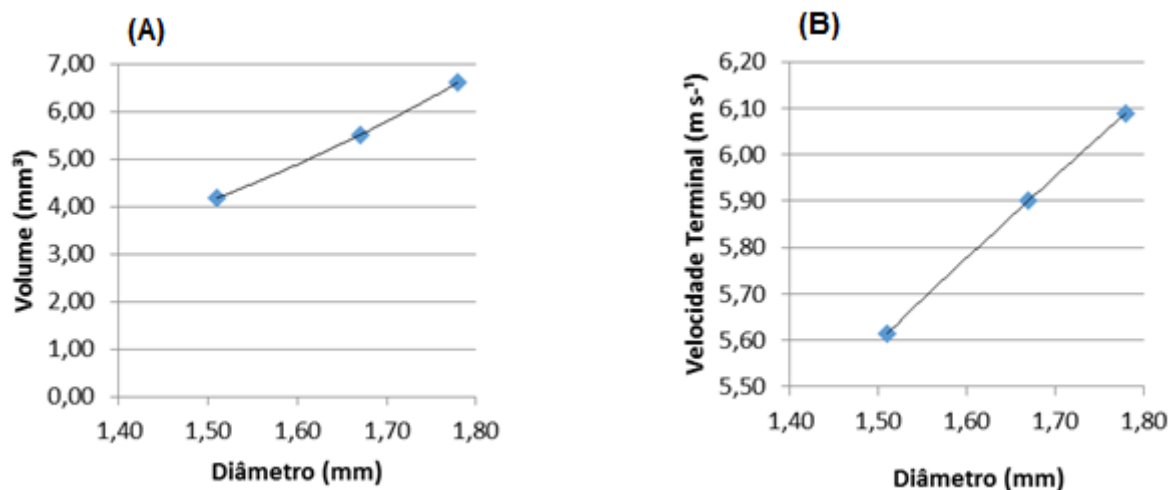 (A)
7,00
6,00
5,00
4,00
3,00
2,00
1,00
0,00
Volume (mm³)
1,40 1,50 1,60 1,70 1,80
Diâmetro (mm)
(B)
6,20
6,10
6,00
5,90
5,80
5,70
5,60
5,50
Velocidade Terminal (m s⁻¹)
1,40 1,50 1,60 1,70 1,80
Diâmetro (mm)